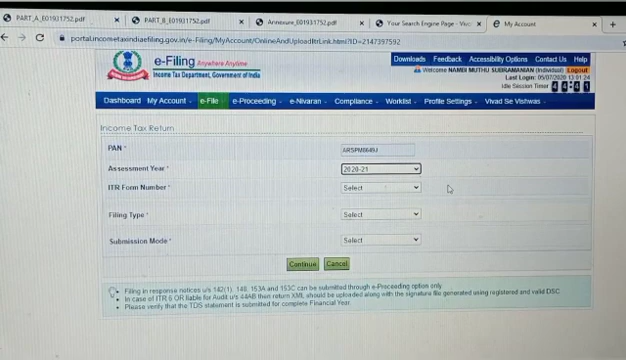 PART_A_E01931752.pdf × PART_B_E01931752.pdf × Annexure_E01931752.pdf × Your Search Engine Page - × My Account ×
portal.incometaxindiaefiling.gov.in/e-Filing/MyAccount/OnlineAndUploadItrLink.html?ID=2147397592
e-Filing Anywhere Anytime
Income Tax Department, Government of India
Downloads Feedback Accessibility Options Contact Us Help
Welcome NAMBI MUTHU SUBRAMANIAN (Individual) Logout
Last Login: 05/07/2020 13:01:24
Idle Session Timer
Dashboard My Account e-File e-Proceeding e-Nivaran Compliance Worklist Profile Settings Vivad Se Vishwas
Income Tax Return
PAN *
Assessment Year * 2020-21
ITR Form Number * Select
Filing Type * Select
Submission Mode * Select
Continue Cancel
Filing in response notices u/s 142(1), 148, 153A and 153C can be submitted through e-Proceeding option only
In case of ITR 6 OR liable for Audit u/s 44AB then return XML should be uploaded along with the signature file generated using registered and valid DSC
Please verify that the TDS statement is submitted for complete Financial Year.